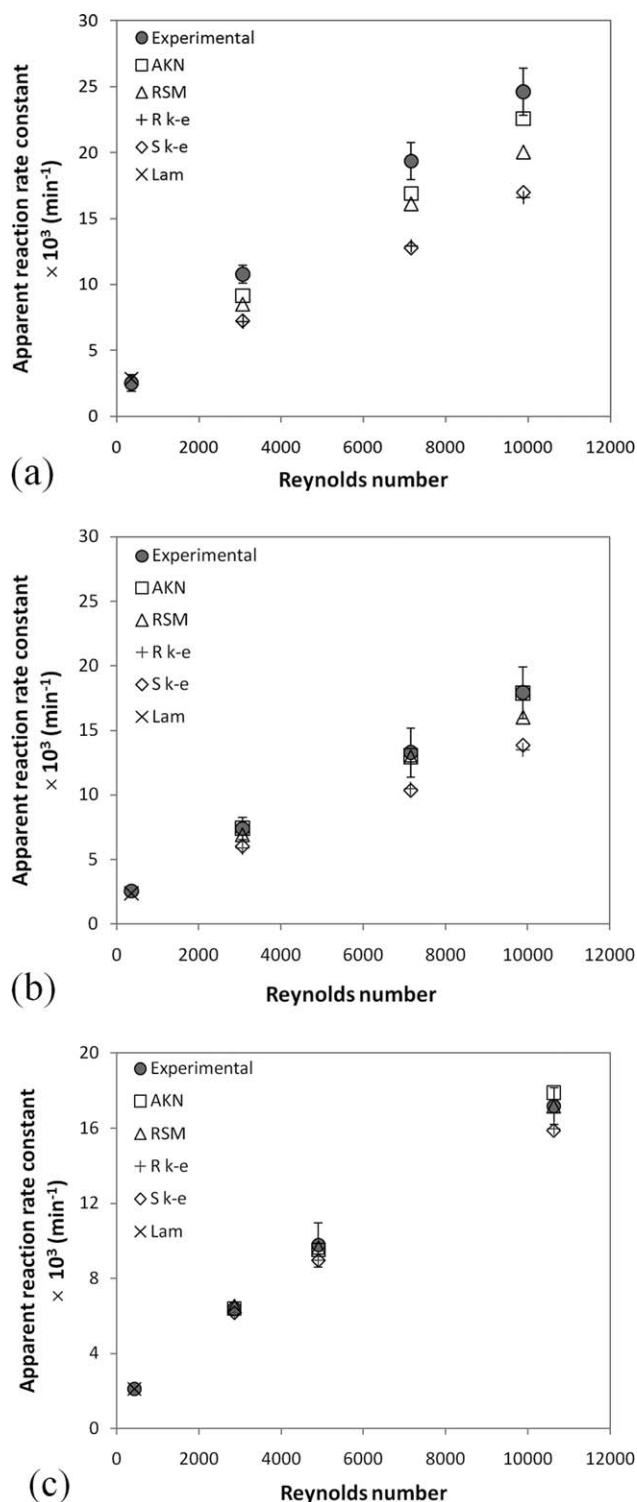 30
25
20
15
10
5
0
Apparent reaction rate constant
× 10³ (min⁻¹)
Experimental
AKN
RSM
R k-e
S k-e
Lam
0 2000 4000 6000 8000 10000 12000
Reynolds number
(a)
30
25
20
15
10
5
0
Apparent reaction rate constant
× 10³ (min⁻¹)
Experimental
AKN
RSM
R k-e
S k-e
Lam
0 2000 4000 6000 8000 10000 12000
Reynolds number
(b)
20
16
12
8
4
0
Apparent reaction rate constant
× 10³ (min⁻¹)
Experimental
AKN
RSM
R k-e
S k-e
Lam
0 2000 4000 6000 8000 10000 12000
Reynolds number
(c)